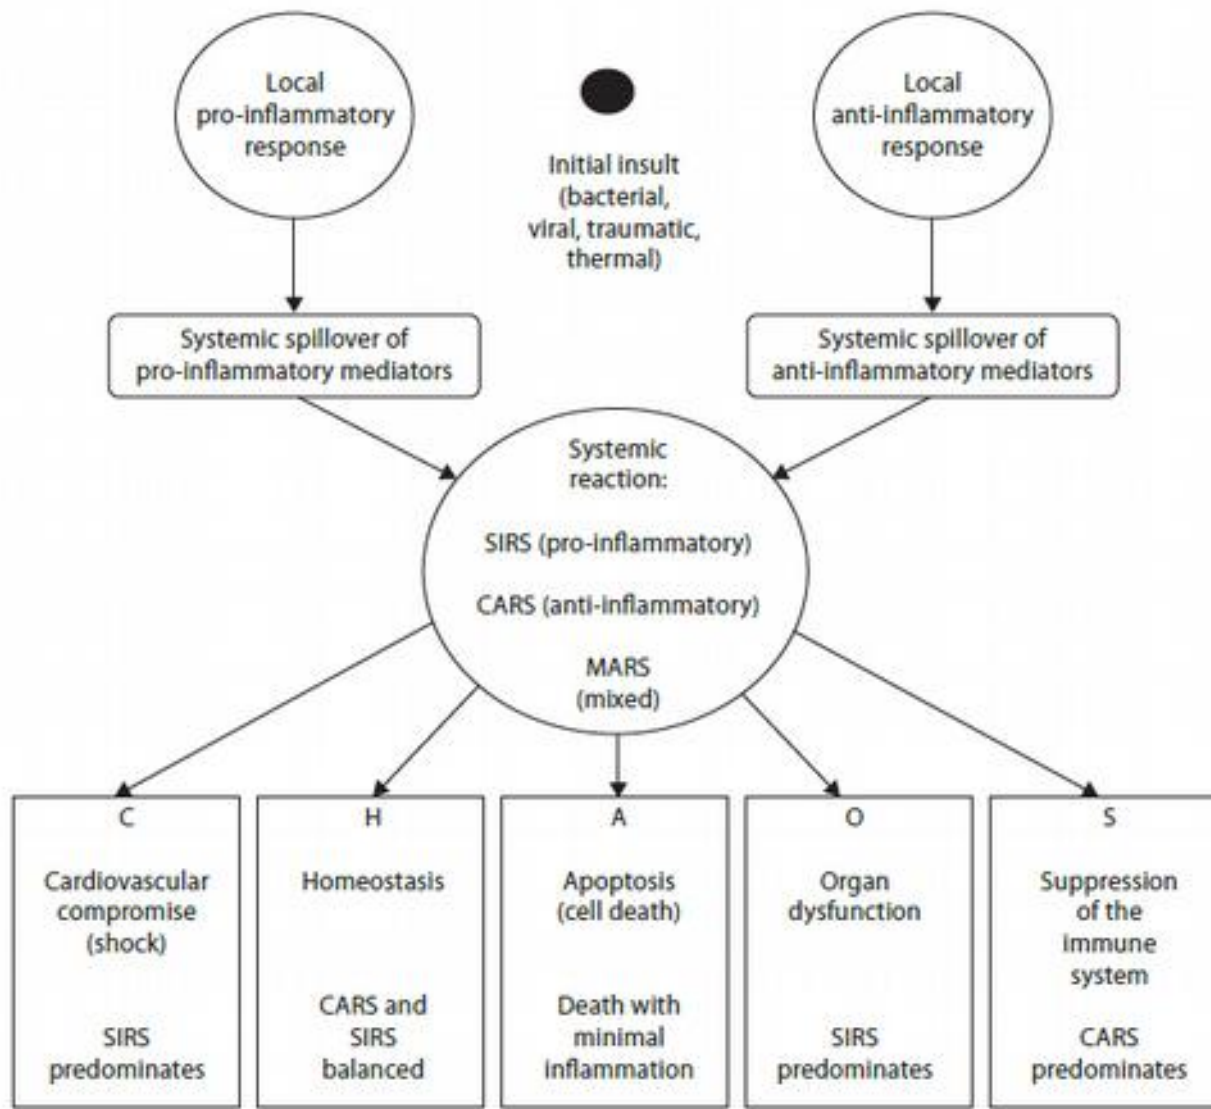 Local
pro-inflammatory
response
Initial insult
(bacterial,
viral, traumatic,
thermal)
Local
anti-inflammatory
response
Systemic spillover of
pro-inflammatory mediators
Systemic spillover of
anti-inflammatory mediators
Systemic
reaction:
SIRS (pro-inflammatory)
CARS (anti-inflammatory)
MARS
(mixed)
C
Cardiovascular
compromise
(shock)
SIRS
predominates
H
Homeostasis
CARS and
SIRS
balanced
A
Apoptosis
(cell death)
Death with
minimal
inflammation
O
Organ
dysfunction
SIRS
predominates
S
Suppression
of the
immune
system
CARS
predominates